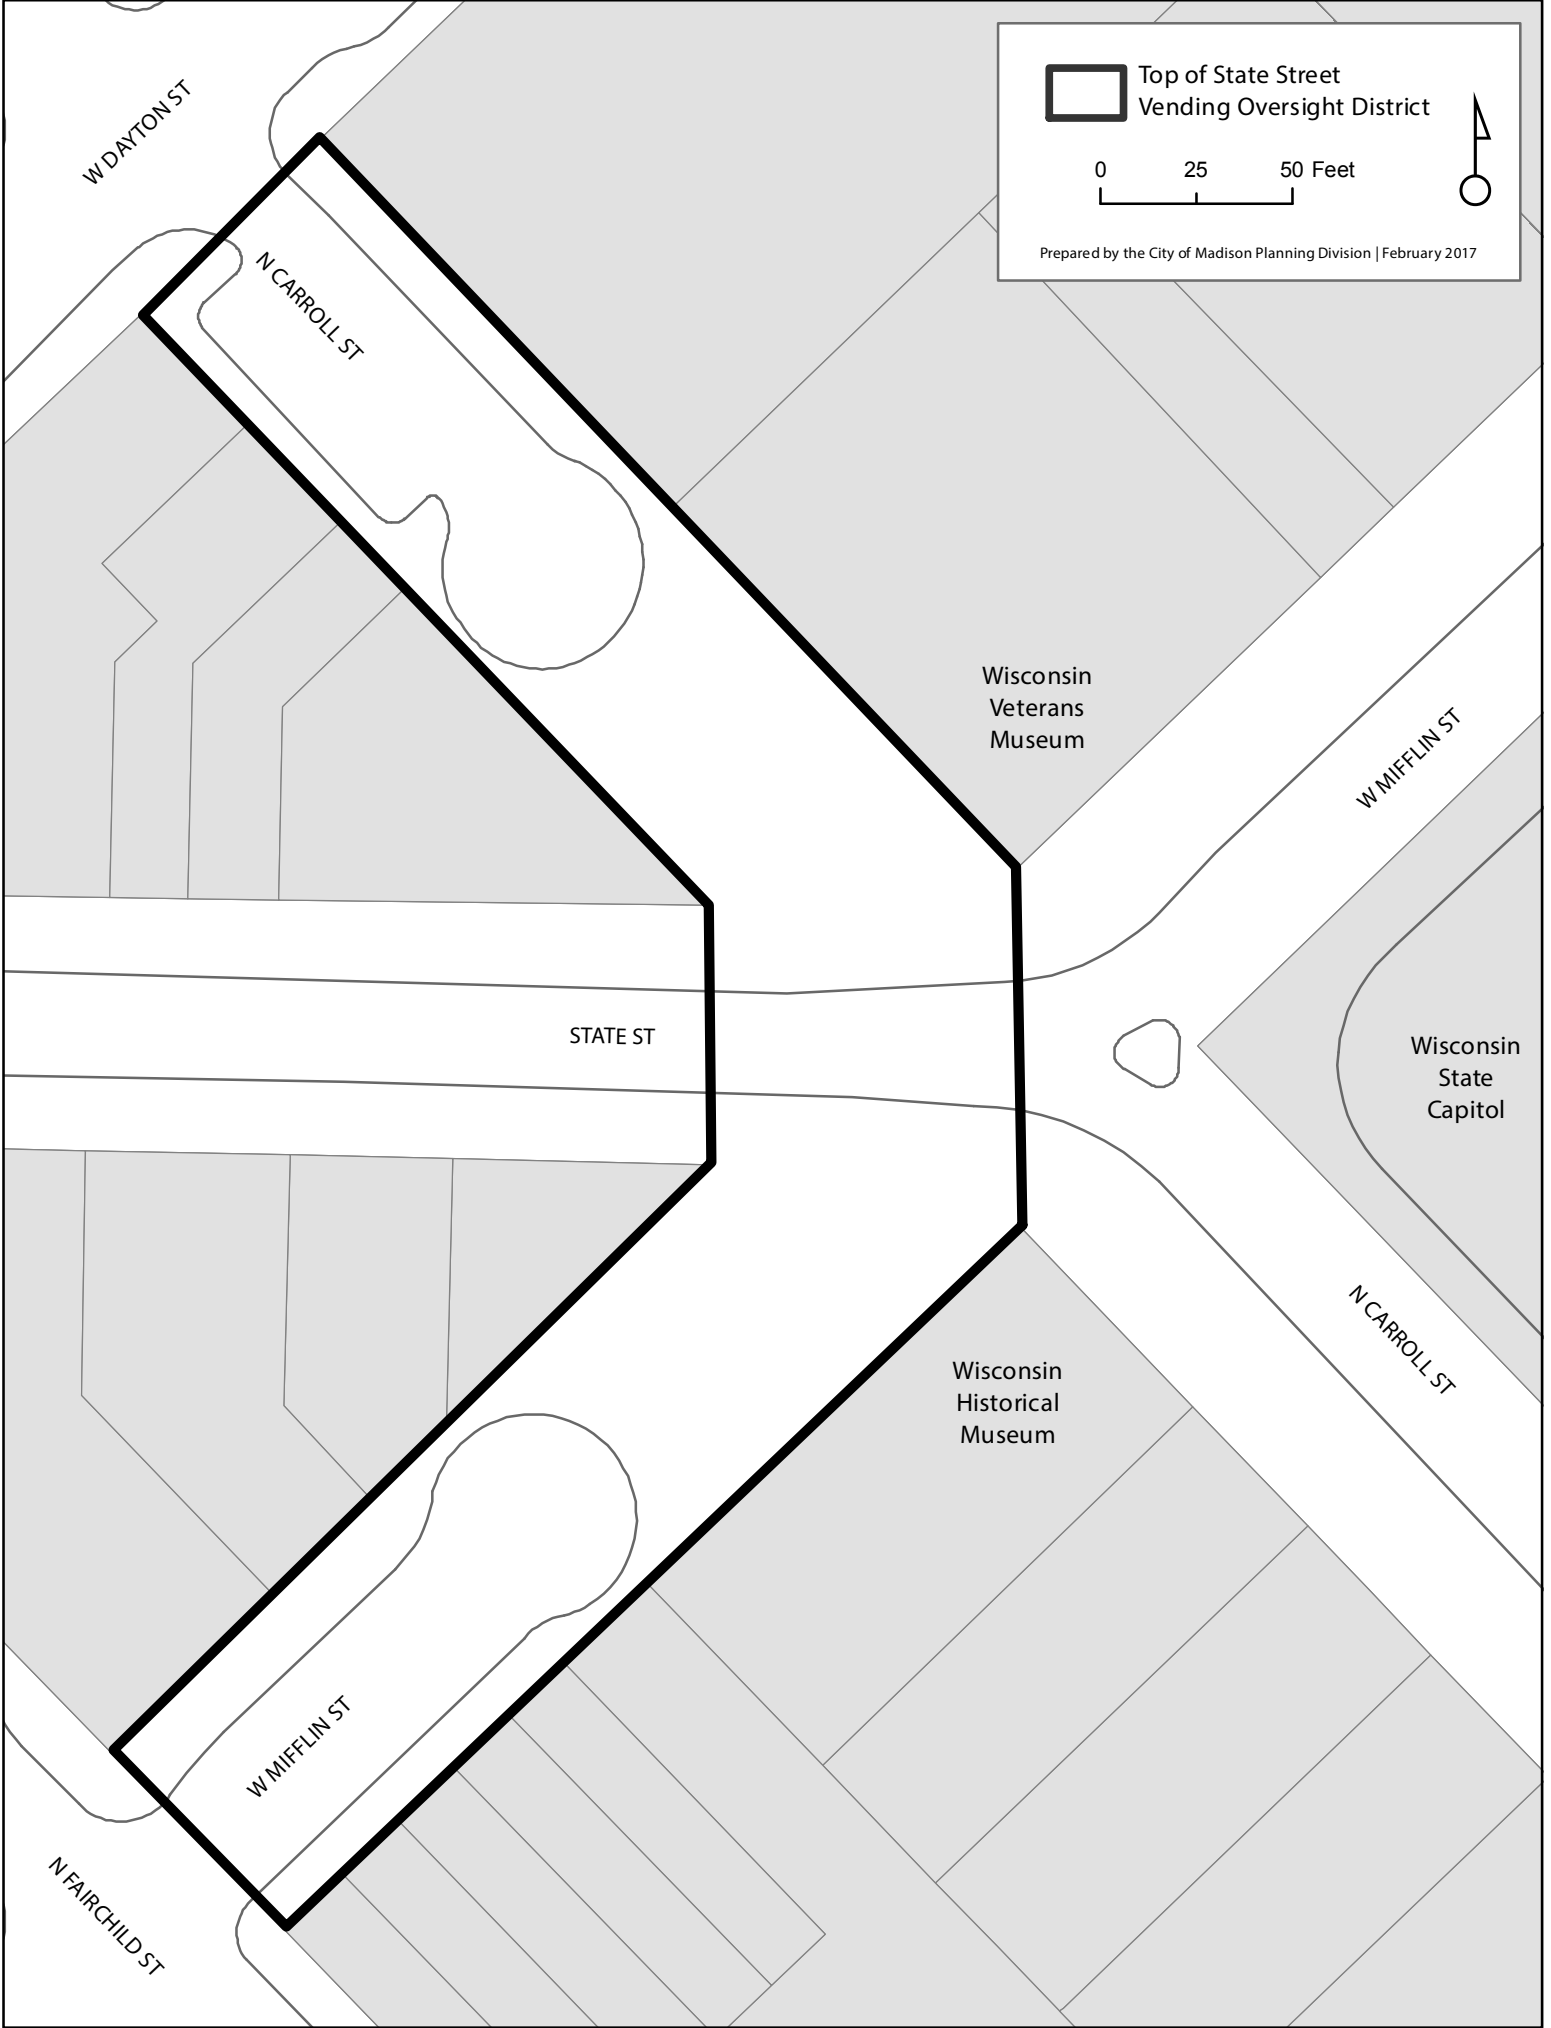 Top of State Street
Vending Oversight District
0 25 50 Feet
Prepared by the City of Madison Planning Division | February 2017
W DAYTON ST
N CARROLL ST
Wisconsin
Veterans
Museum
W MIFFLIN ST
STATE ST
Wisconsin
State
Capitol
N CARROLL ST
Wisconsin
Historical
Museum
W MIFFLIN ST
N FAIRCHILD ST